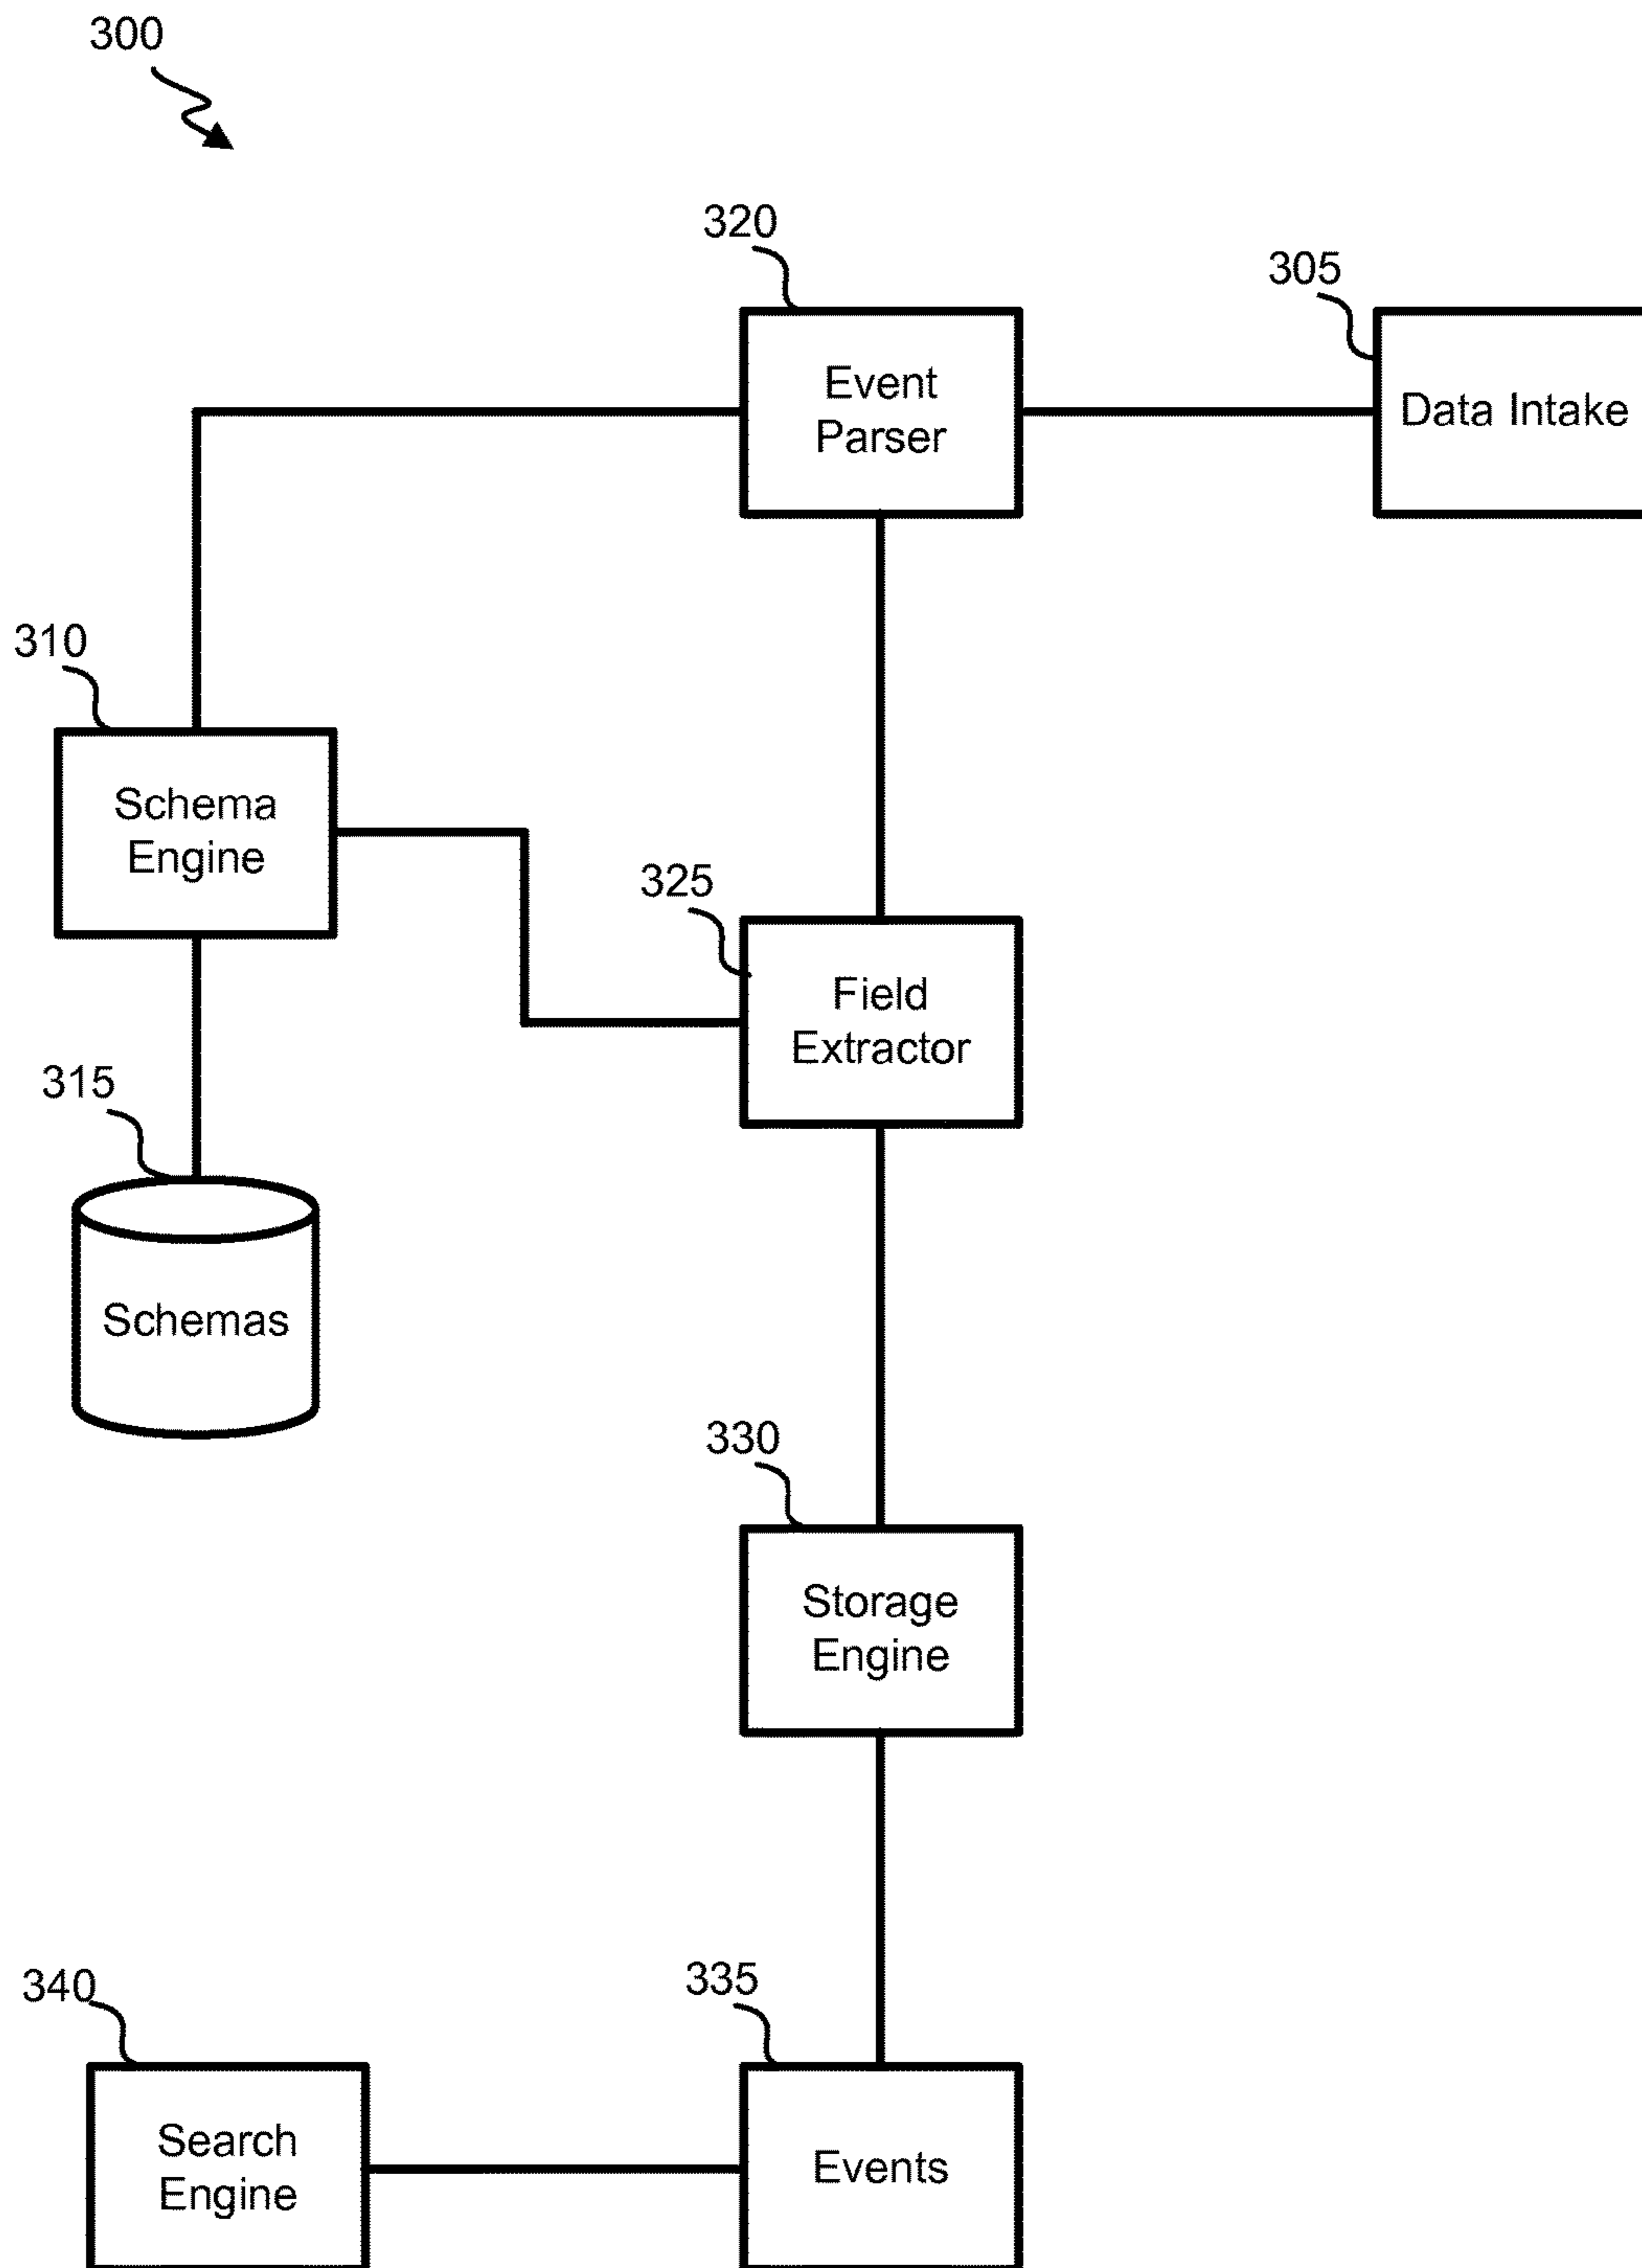 300
320
305
Event
Parser
Data Intake
310
Schema
Engine
325
Field
Extractor
315
Schemas
330
Storage
Engine
340
335
Search
Engine
Events